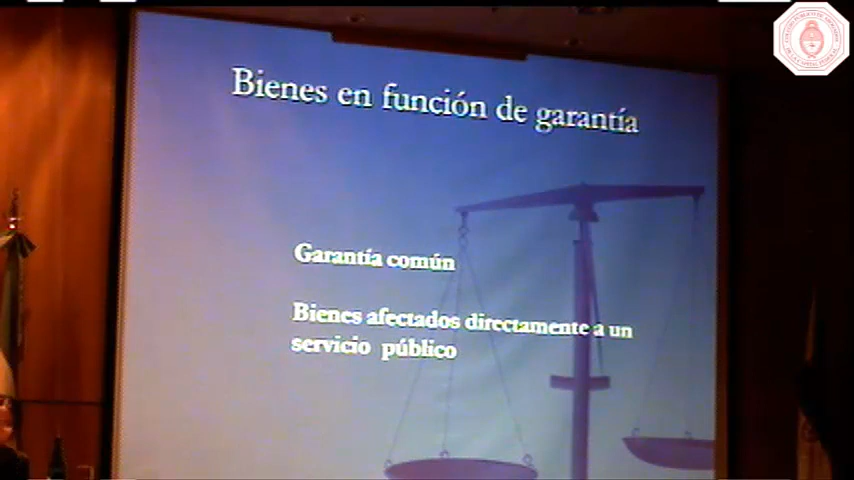 Bienes en función de garantía
Garantía común
Bienes afectados directamente a un
servicio público